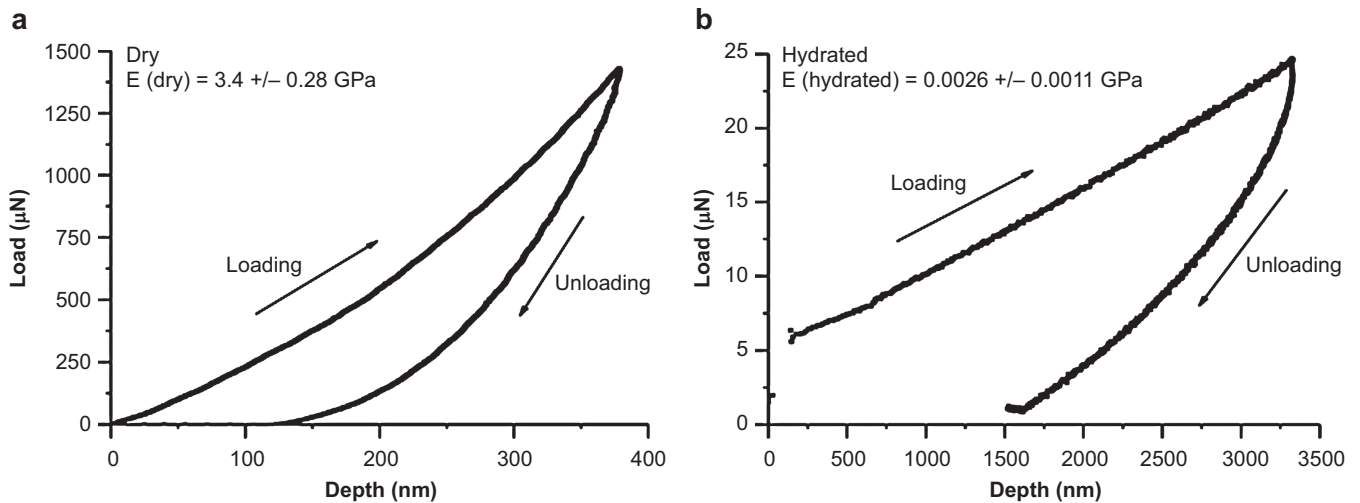 a
Dry
E (dry) = 3.4 +/– 0.28 GPa
1500
1250
1000
750
500
250
0
Load (µN)
Loading
Unloading
0
100
200
300
400
Depth (nm)
b
Hydrated
E (hydrated) = 0.0026 +/– 0.0011 GPa
25
20
15
10
5
0
Load (µN)
Loading
Unloading
0
500
1000
1500
2000
2500
3000
3500
Depth (nm)